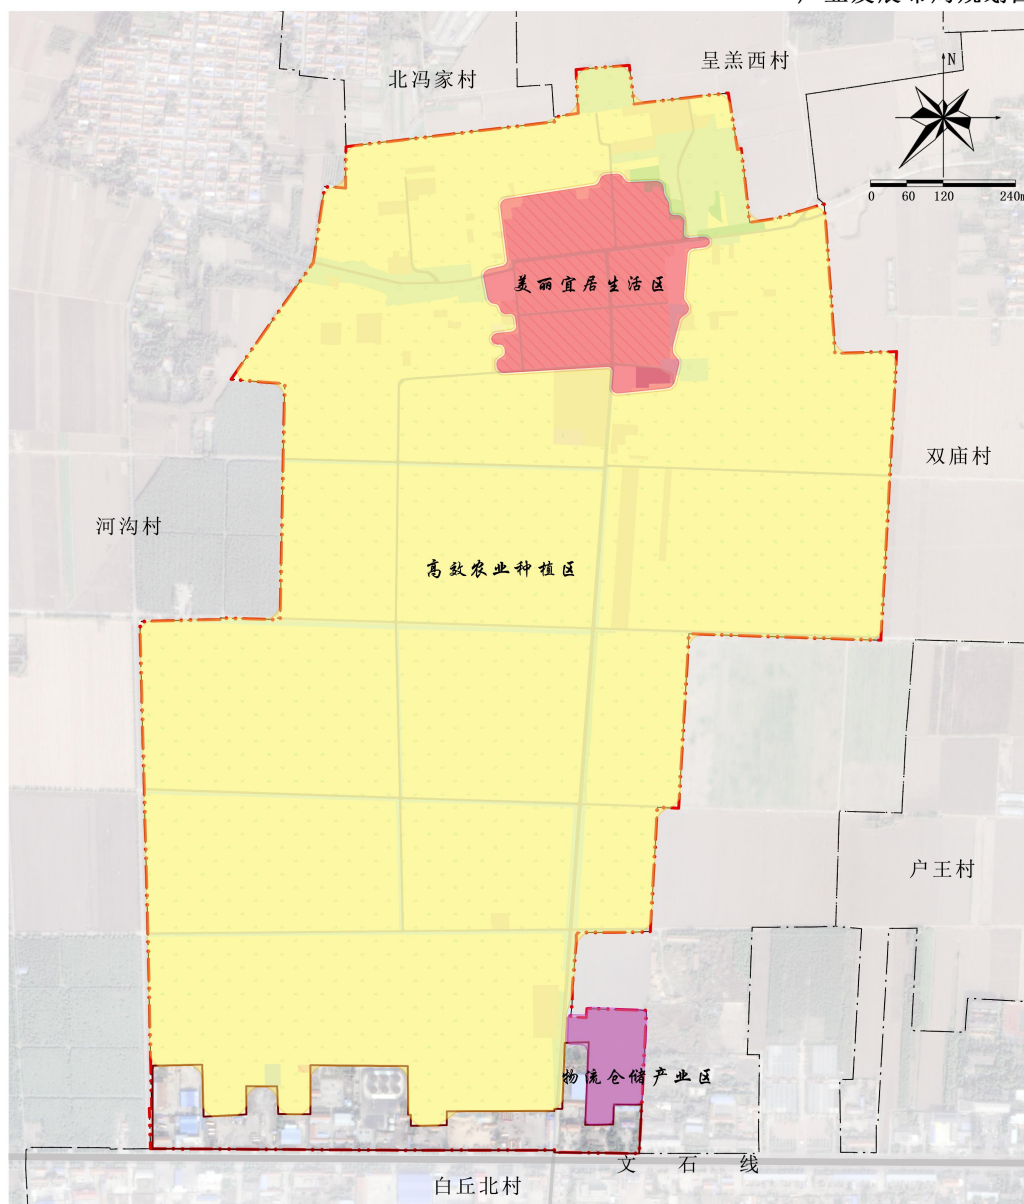 呈羔西村
北冯家村
N
0 60 120 240m
美丽宜居生活区
双庙村
河沟村
高效农业种植区
户王村
物流仓储产业区
文石线
白丘北村